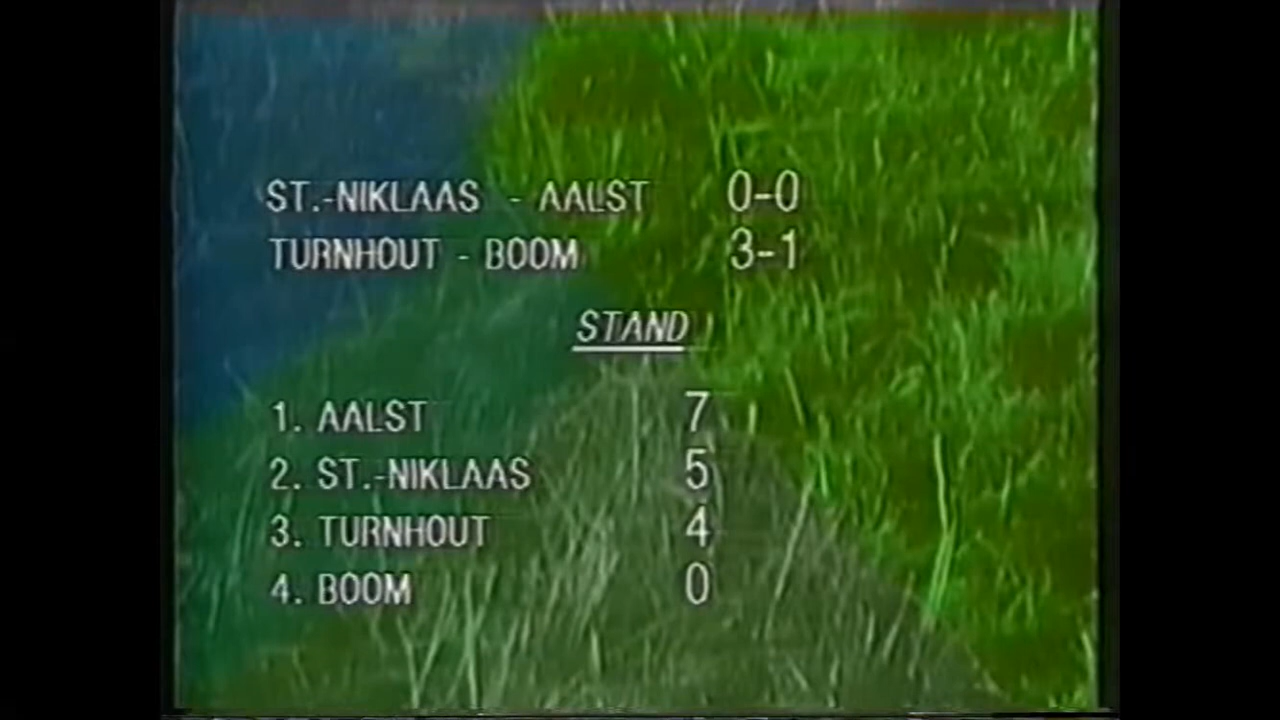 ST.-NIKLAAS - AALST 0-0
TURNHOUT - BOOM 3-1
STAND
1. AALST 7
2. ST.-NIKLAAS 5
3. TURNHOUT 4
4. BOOM 0